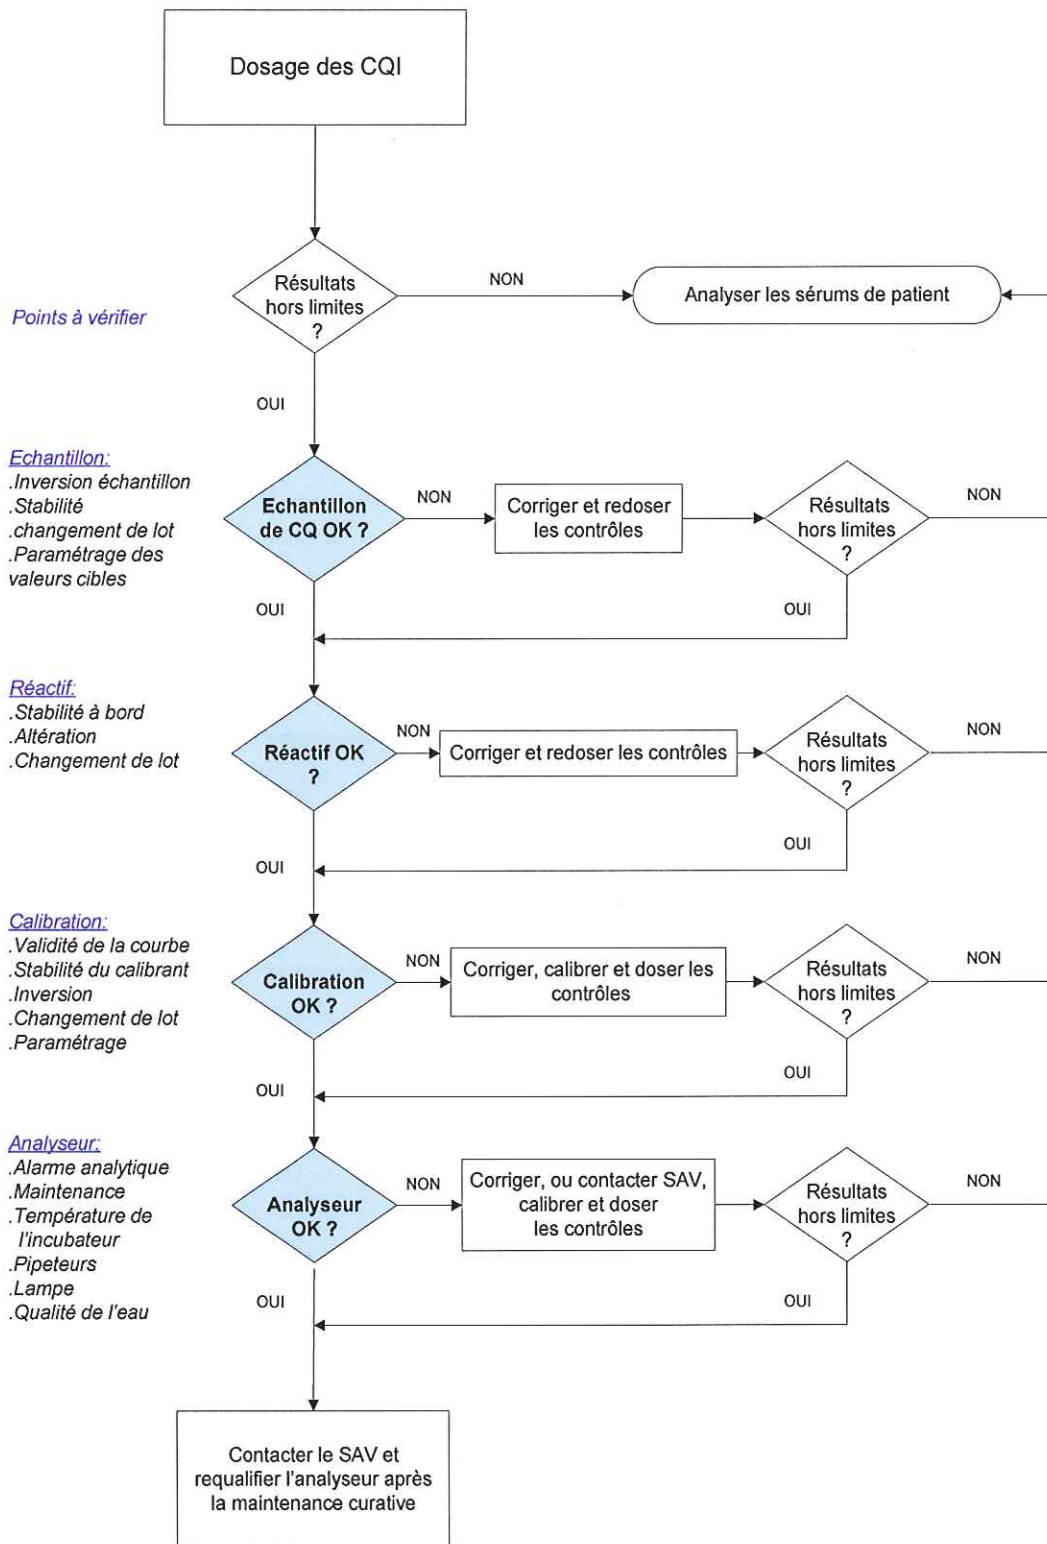 Dosage des CQI
Résultats
hors limites
?
NON
Analyser les sérums de patient
Points à vérifier
OUI
Echantillon:
.Inversion échantillon
.Stabilité
changement de lot
.Paramétrage des
valeurs cibles
Echantillon
de CQ OK ?
NON
Corriger et redoser
les contrôles
Résultats
hors limites
?
NON
OUI
OUI
Réactif:
.Stabilité à bord
.Altération
.Changement de lot
Réactif OK
?
NON
Corriger et redoser les contrôles
Résultats
hors limites
?
NON
OUI
OUI
Calibration:
.Validité de la courbe
.Stabilité du calibrant
.Inversion
.Changement de lot
.Paramétrage
Calibration
OK ?
NON
Corriger, calibrer et doser les
contrôles
Résultats
hors limites
?
NON
OUI
OUI
Analyseur:
.Alarme analytique
.Maintenance
.Température de
l'incubateur
.Pipeteurs
.Lampe
.Qualité de l'eau
Analyseur
OK ?
NON
Corriger, ou contacter SAV,
calibrer et doser
les contrôles
Résultats
hors limites
?
NON
OUI
OUI
Contacter le SAV et
requalifier l'analyseur après
la maintenance curative